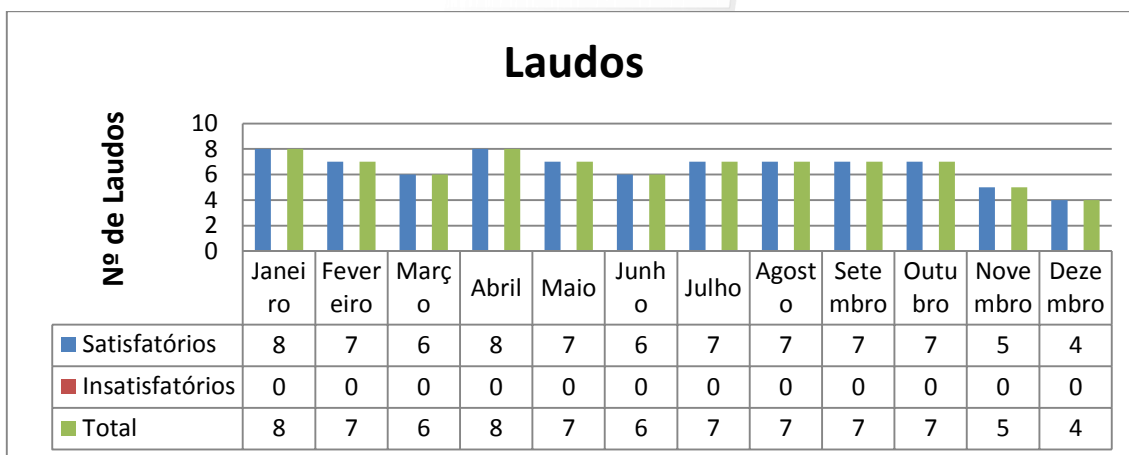 Laudos
Nº de Laudos
10
8
6
4
2
0
Janei Fever Març Abril Maio Junh Julho Agost Sete Outu Nove Deze
ro eiro o o o mbro bro mbro mbro
Satisfatórios 8 7 6 8 7 6 7 7 7 7 5 4
Insatisfatórios 0 0 0 0 0 0 0 0 0 0 0 0
Total 8 7 6 8 7 6 7 7 7 7 5 4